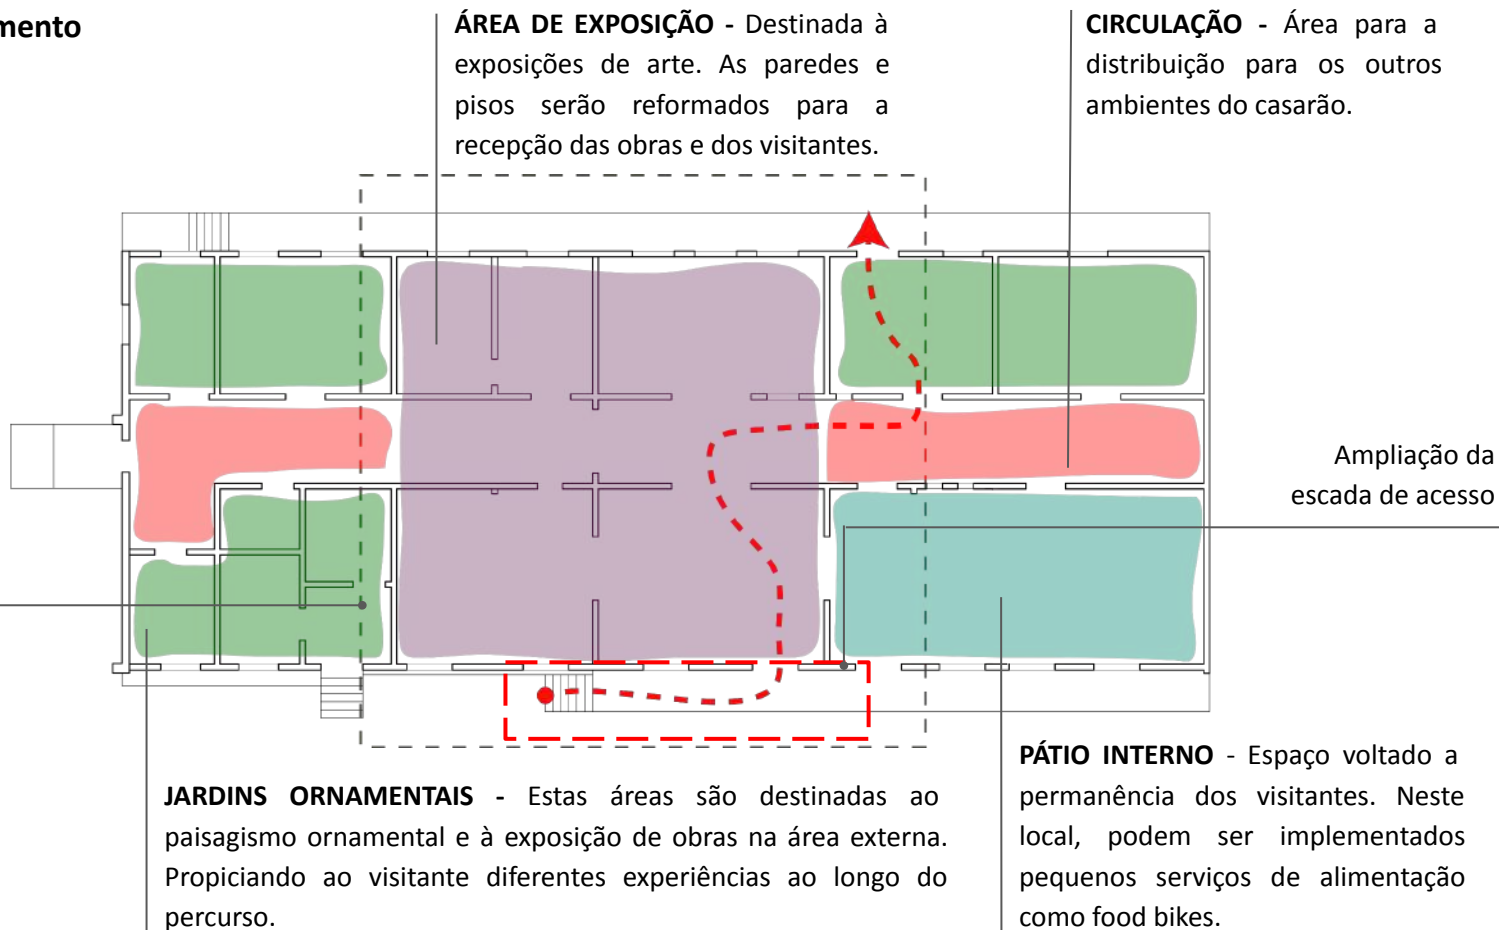 ÁREA DE EXPOSIÇÃO - Destinada à
exposições de arte. As paredes e
pisos serão reformados para a
recepção das obras e dos visitantes.
CIRCULAÇÃO - Área para a
distribuição para os outros
ambientes do casarão.
Ampliação da
escada de acesso
JARDINS ORNAMENTAIS - Estas áreas são destinadas ao
paisagismo ornamental e à exposição de obras na área externa.
Propiciando ao visitante diferentes experiências ao longo do
percurso.
PÁTIO INTERNO - Espaço voltado a
permanência dos visitantes. Neste
local, podem ser implementados
pequenos serviços de alimentação
como food bikes.